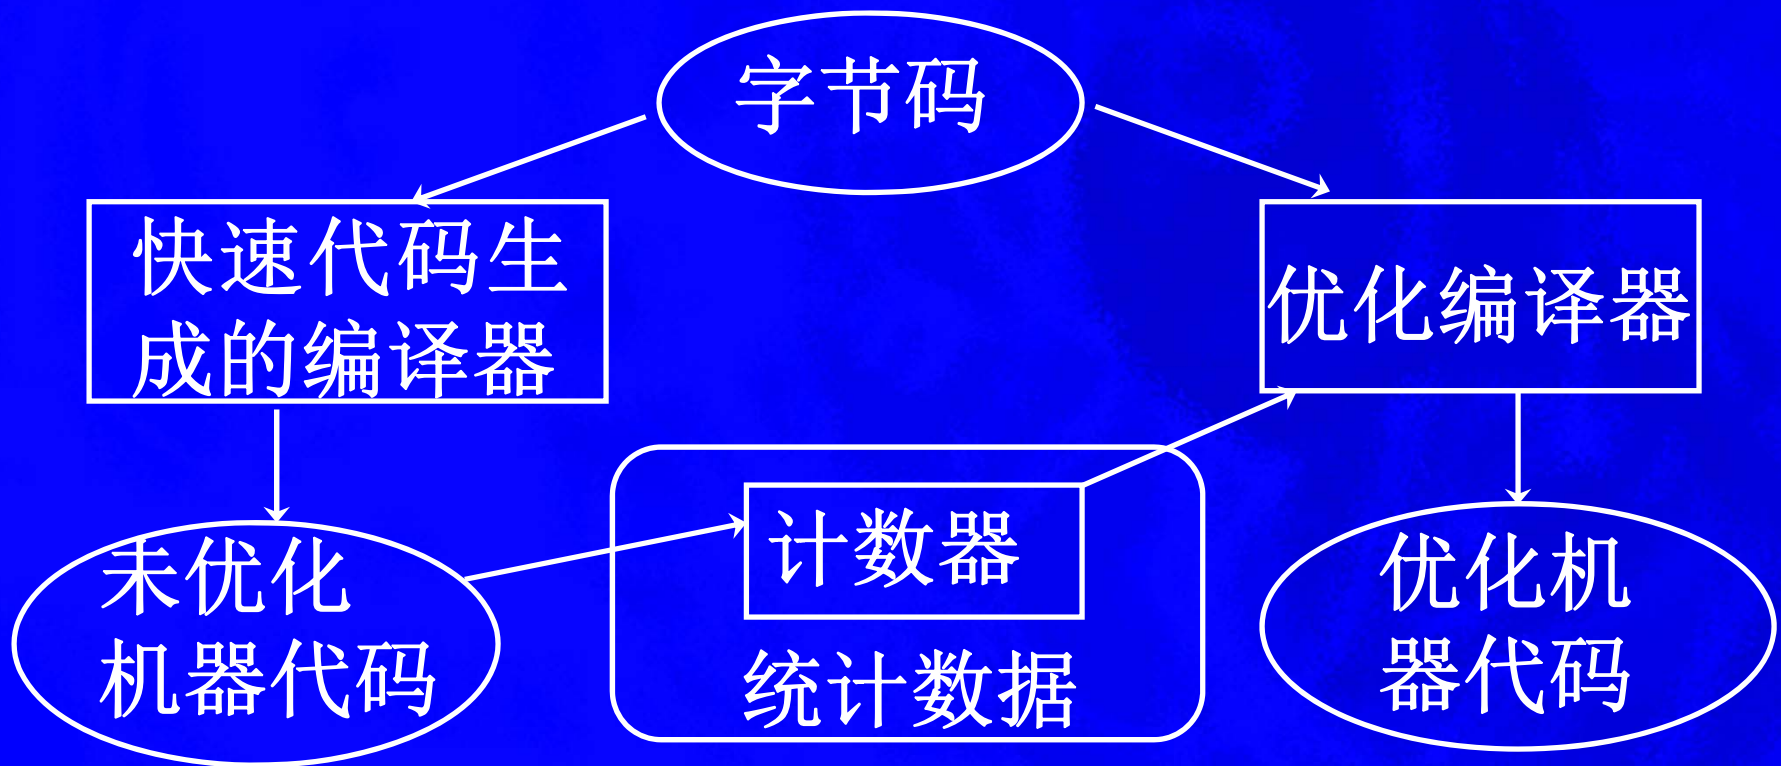 字节码
快速代码生
成的编译器
优化编译器
未优化
机器代码
计数器
统计数据
优化机
器代码